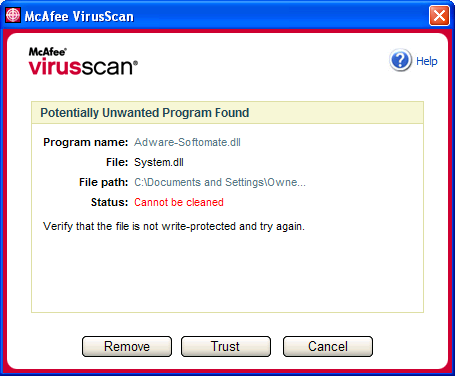 McAfee VirusScan
McAfee®
virusscan®
Help
Potentially Unwanted Program Found
Program name: Adware-Softomate.dll
File: System.dll
File path: C:\Documents and Settings\Owne...
Status: Cannot be cleaned
Verify that the file is not write-protected and try again.
Remove Trust Cancel